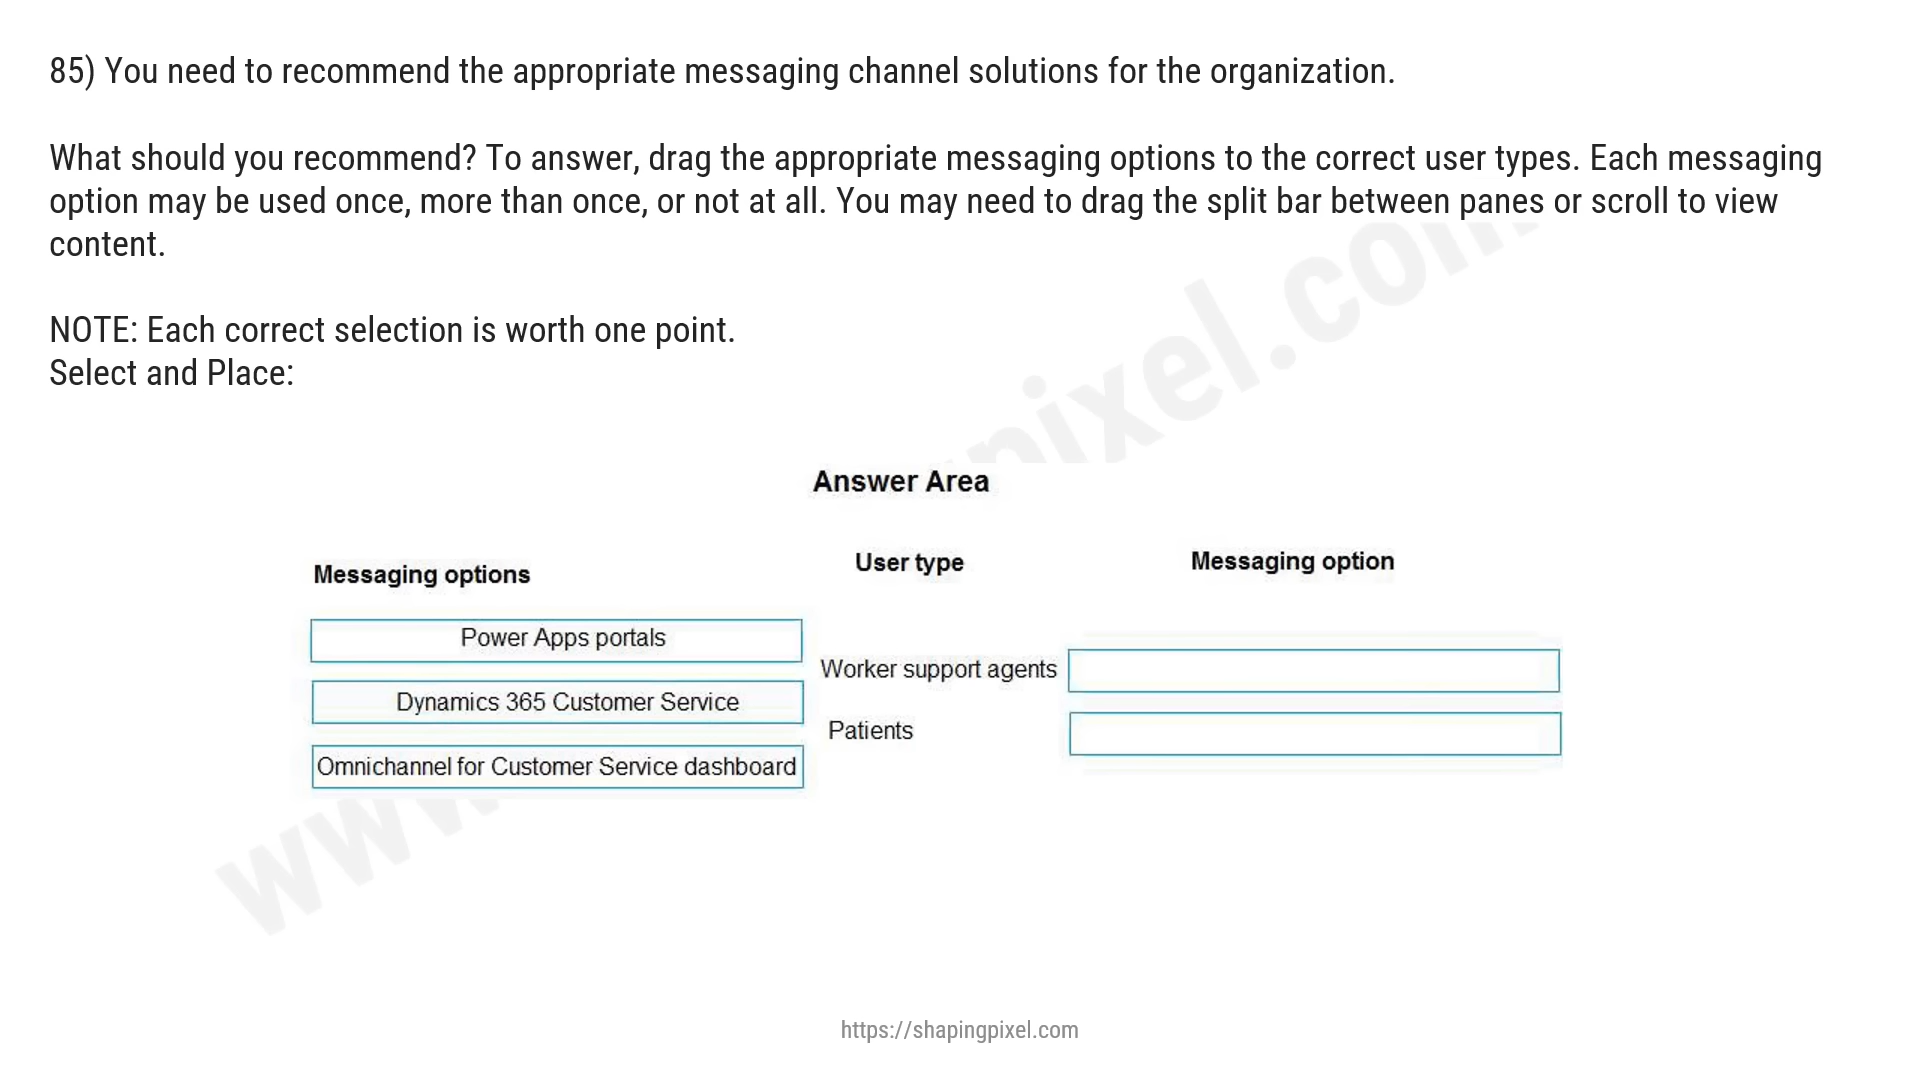 85) You need to recommend the appropriate messaging channel solutions for the organization.
What should you recommend? To answer, drag the appropriate messaging options to the correct user types. Each messaging
option may be used once, more than once, or not at all. You may need to drag the split bar between panes or scroll to view
content.
NOTE: Each correct selection is worth one point.
Select and Place:
Answer Area
Messaging options
User type
Messaging option
Power Apps portals
Dynamics 365 Customer Service
Omnichannel for Customer Service dashboard
Worker support agents
Patients
https://shapingpixel.com